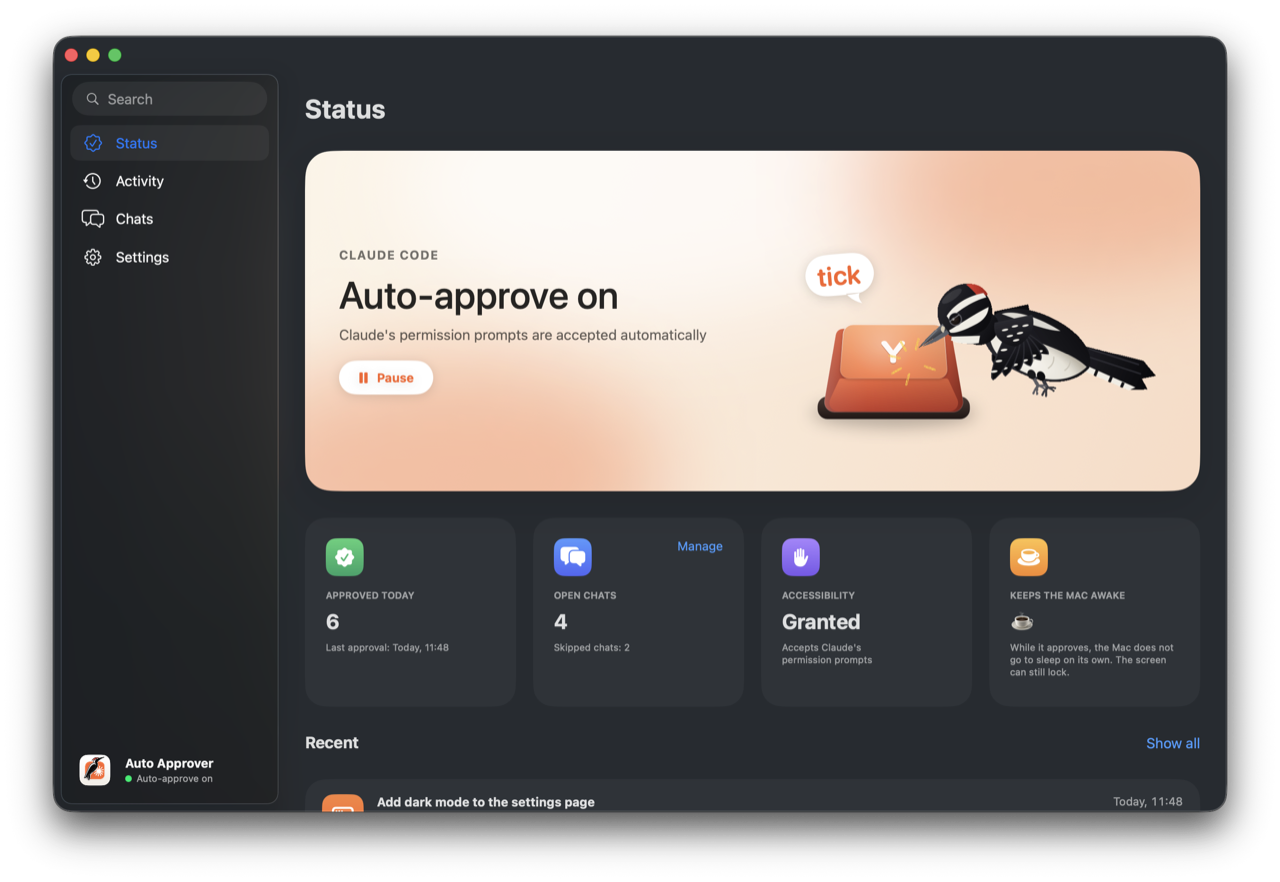 Search
Status
Activity
Chats
Settings
Auto Approver
Auto-approve on
Status
CLAUDE CODE
Auto-approve on
Claude's permission prompts are accepted automatically
Pause
tick
Y
APPROVED TODAY
6
Last approval: Today, 11:48
Manage
OPEN CHATS
4
Skipped chats: 2
ACCESSIBILITY
Granted
Accepts Claude's
permission prompts
KEEPS THE MAC AWAKE
While it approves, the Mac does not
go to sleep on its own. The screen
can still lock.
Recent
Show all
Add dark mode to the settings page
Today, 11:48